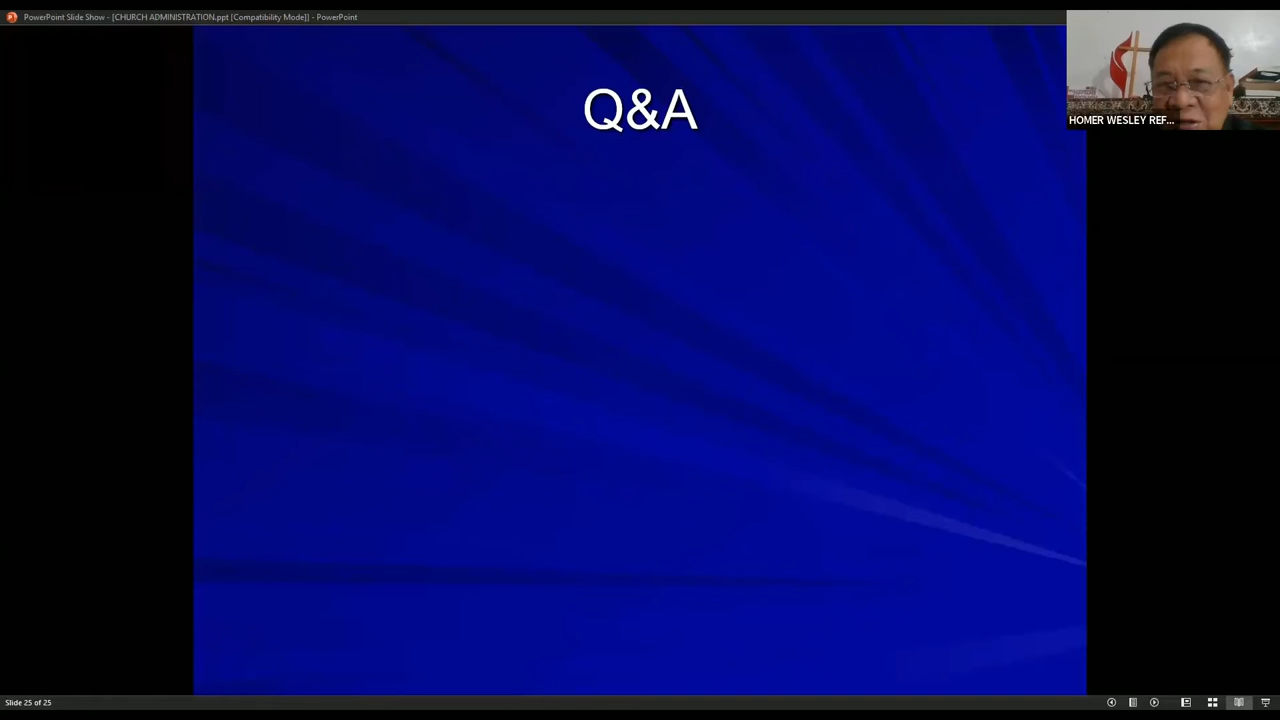 PowerPoint Slide Show - [CHURCH ADMINISTRATION.ppt [Compatibility Mode]] - PowerPoint
Q&A
HOMER WESLEY REF...
Slide 25 of 25